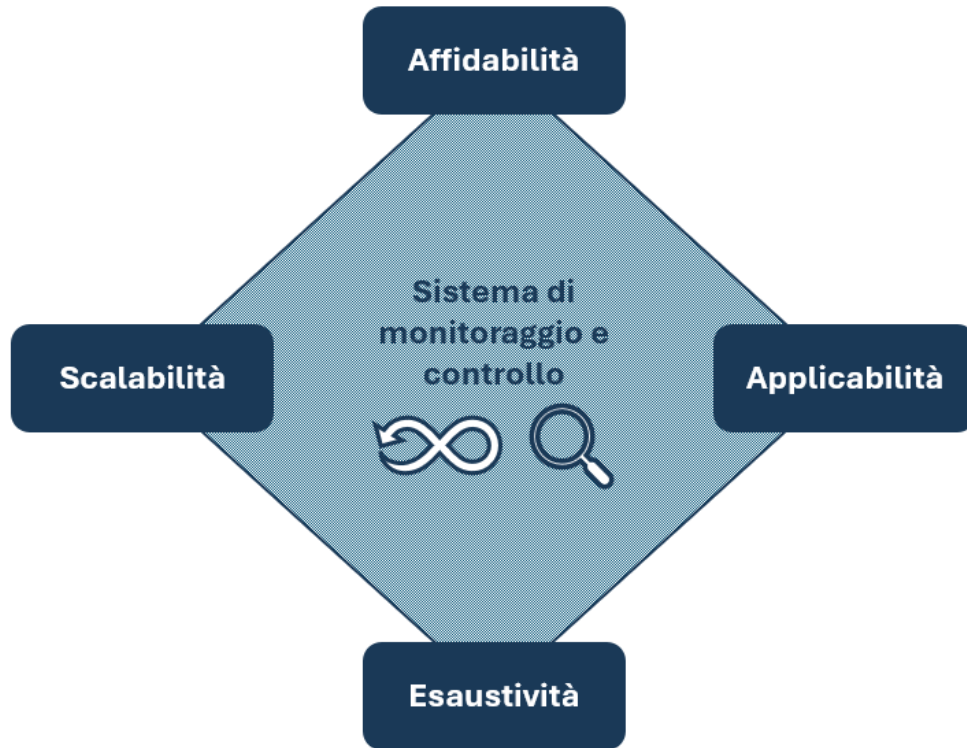 Affidabilità
Sistema di
monitoraggio e
controllo
Scalabilità
Applicabilità
Esaustività